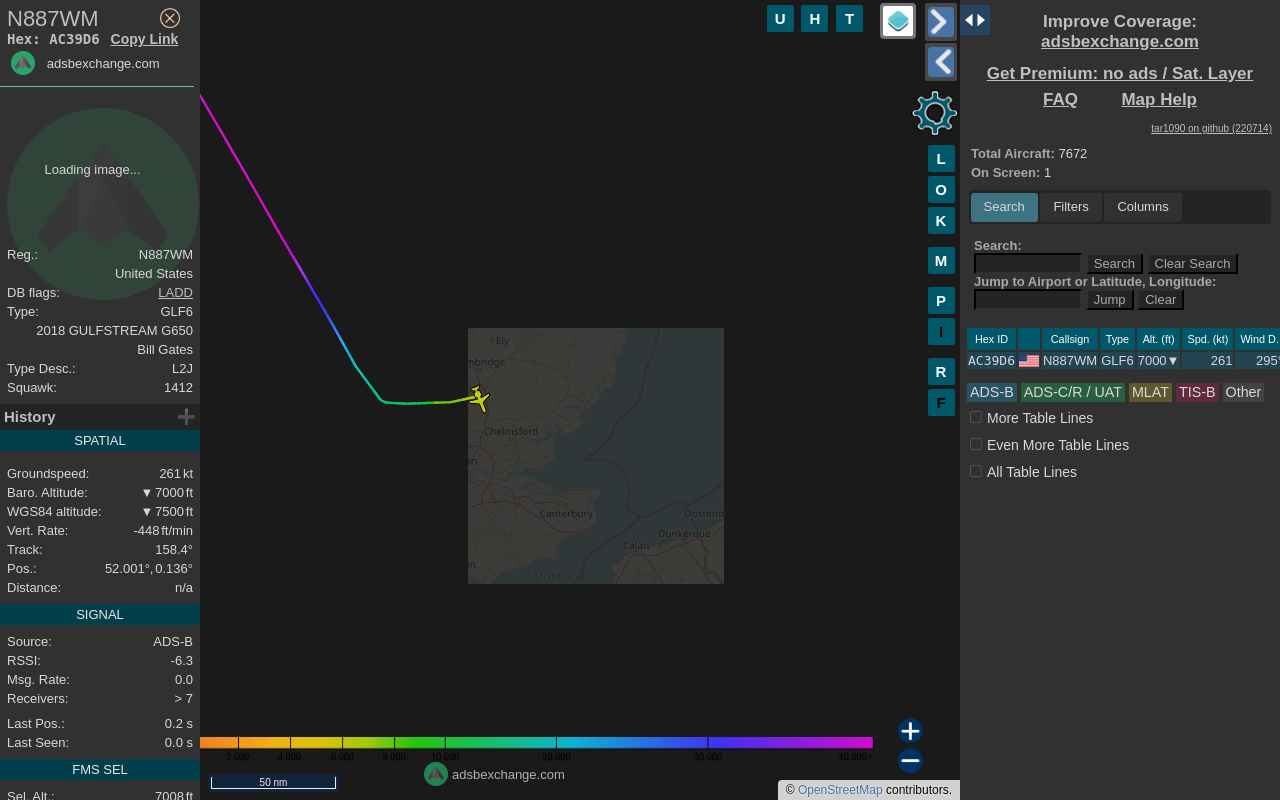 N887WM
Hex: AC39D6 Copy Link
adsbexchange.com
Loading image...
Reg.: N887WM
United States
DB flags: LADD
Type: GLF6
2018 GULFSTREAM G650
Bill Gates
Type Desc.: L2J
Squawk: 1412
History
SPATIAL
Groundspeed: 261 kt
Baro. Altitude: ▼ 7000 ft
WGS84 altitude: ▼ 7500 ft
Vert. Rate: -448 ft/min
Track: 158.4°
Pos.: 52.001°, 0.136°
Distance: n/a
SIGNAL
Source: ADS-B
RSSI: -6.3
Msg. Rate: 0.0
Receivers: > 7
Last Pos.: 0.2 s
Last Seen: 0.0 s
FMS SEL
Sel. Alt.: 7008 ft
U H T
L
O
K
M
P
I
R
F
Ely
mbridge
Chelmsford
on
Canterbury
Oostend
Dunkerque
Calais
on
Strait of
2 000 4 000 6 000 8 000 10 000 20 000 30 000 40 000+
50 nm
adsbexchange.com
© OpenStreetMap contributors.
Improve Coverage:
adsbexchange.com
Get Premium: no ads / Sat. Layer
FAQ Map Help
tar1090 on github (220714)
Total Aircraft: 7672
On Screen: 1
Search Filters Columns
Search:
Search Clear Search
Jump to Airport or Latitude, Longitude:
Jump Clear
Hex ID Callsign Type Alt. (ft) Spd. (kt) Wind D.
AC39D6 N887WM GLF6 7000▼ 261 295°
ADS-B ADS-C/R / UAT MLAT TIS-B Other
More Table Lines
Even More Table Lines
All Table Lines